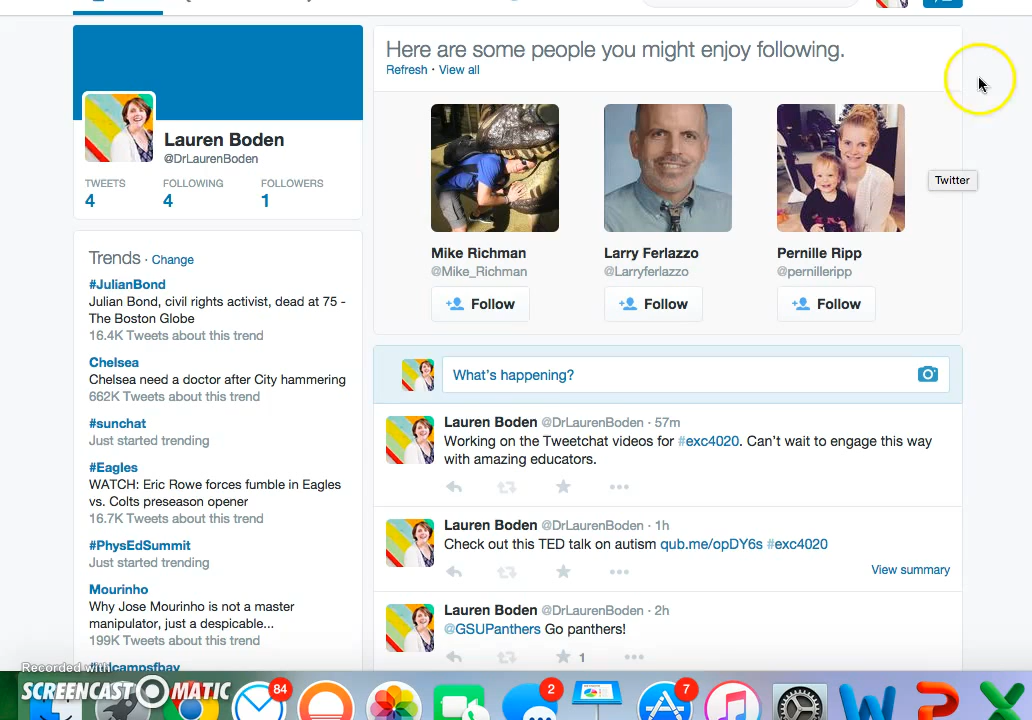 Here are some people you might enjoy following.
Refresh · View all
Lauren Boden
@DrLaurenBoden
TWEETS FOLLOWING FOLLOWERS
4 4 1
Mike Richman
@Mike_Richman
Follow
Larry Ferlazzo
@Larryferlazzo
Follow
Pernille Ripp
@pernilleripp
Follow
Twitter
Trends · Change
#JulianBond
Julian Bond, civil rights activist, dead at 75 -
The Boston Globe
16.4K Tweets about this trend
Chelsea
Chelsea need a doctor after City hammering
662K Tweets about this trend
#sunchat
Just started trending
#Eagles
WATCH: Eric Rowe forces fumble in Eagles
vs. Colts preseason opener
16.7K Tweets about this trend
#PhysEdSummit
Just started trending
Mourinho
Why Jose Mourinho is not a master
manipulator, just a despicable...
199K Tweets about this trend
What's happening?
Lauren Boden @DrLaurenBoden · 57m
Working on the Tweetchat videos for #exc4020. Can't wait to engage this way
with amazing educators.
Lauren Boden @DrLaurenBoden · 1h
Check out this TED talk on autism qub.me/opDY6s #exc4020
View summary
Lauren Boden @DrLaurenBoden · 2h
@GSUPanthers Go panthers!
1
Recorded with
SCREENCAST MATIC
84
2
7
W
P
X